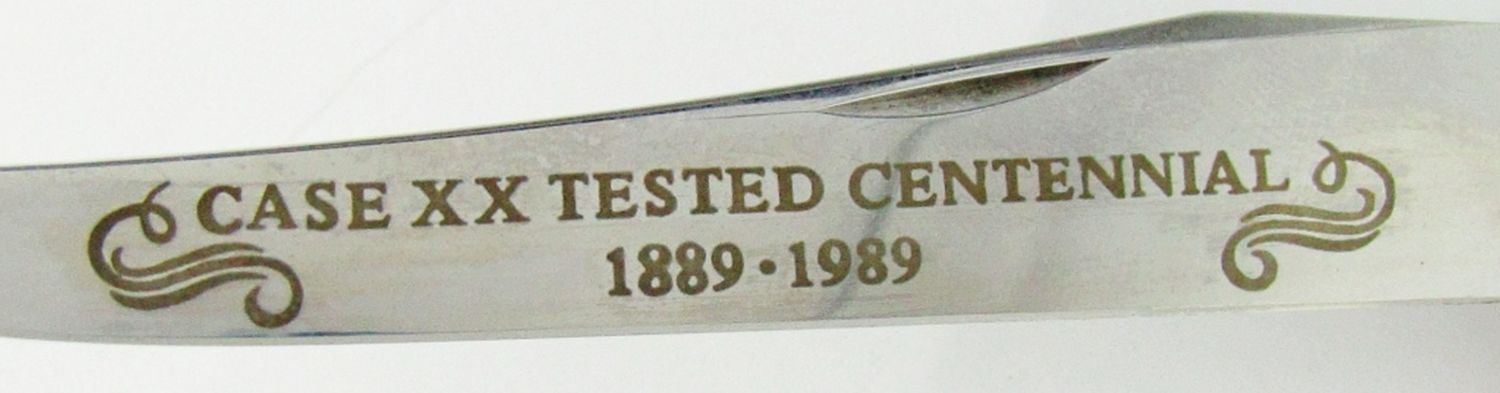 CASE XX TESTED CENTENNIAL
1889 • 1989